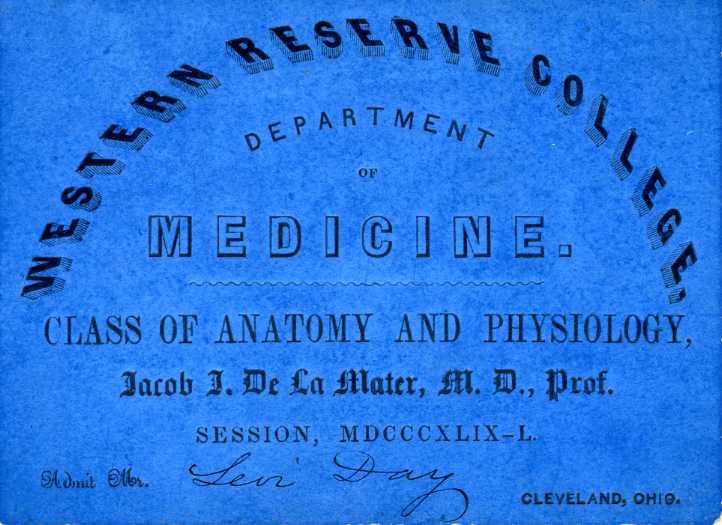 WESTERN RESERVE COLLEGE,
DEPARTMENT
OF
MEDICINE.
CLASS OF ANATOMY AND PHYSIOLOGY,
Jacob J. De La Mater, M. D., Prof.
SESSION, MDCCCXLIX-L.
Admit Mr. Levi Day
CLEVELAND, OHIO.